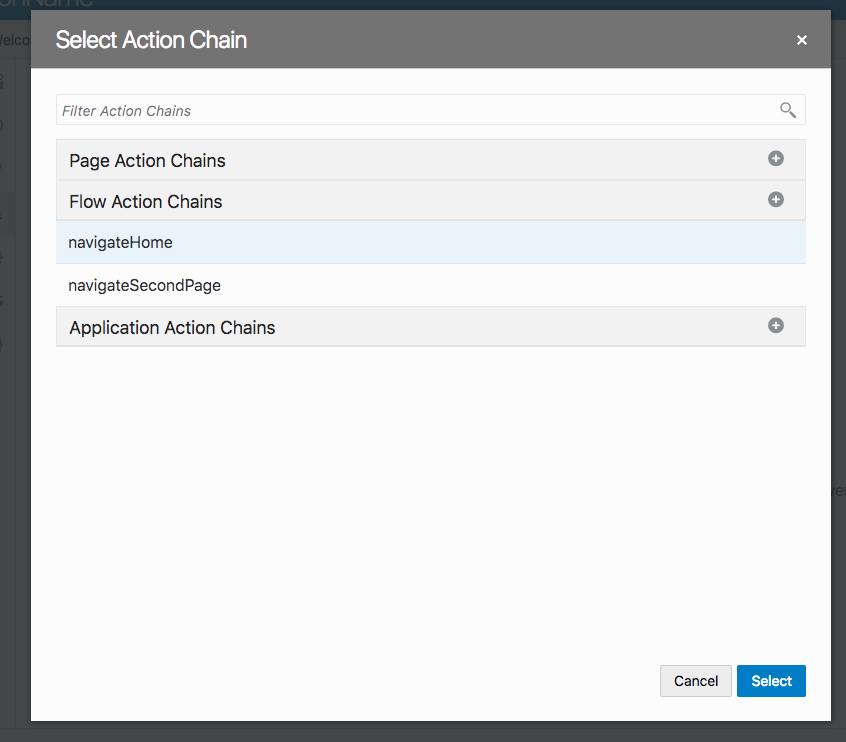 Select Action Chain
Filter Action Chains
Page Action Chains
Flow Action Chains
navigateHome
navigateSecondPage
Application Action Chains
Cancel
Select